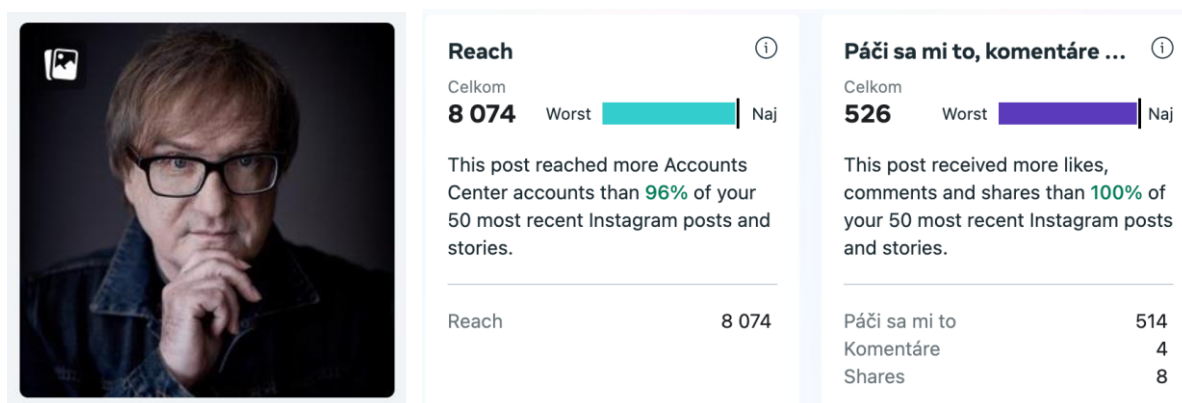 Reach
Celkom
8 074 Worst Naj
This post reached more Accounts
Center accounts than 96% of your
50 most recent Instagram posts and
stories.
Reach 8 074
Páči sa mi to, komentáre ...
Celkom
526 Worst Naj
This post received more likes,
comments and shares than 100% of
your 50 most recent Instagram posts
and stories.
Páči sa mi to 514
Komentáre 4
Shares 8